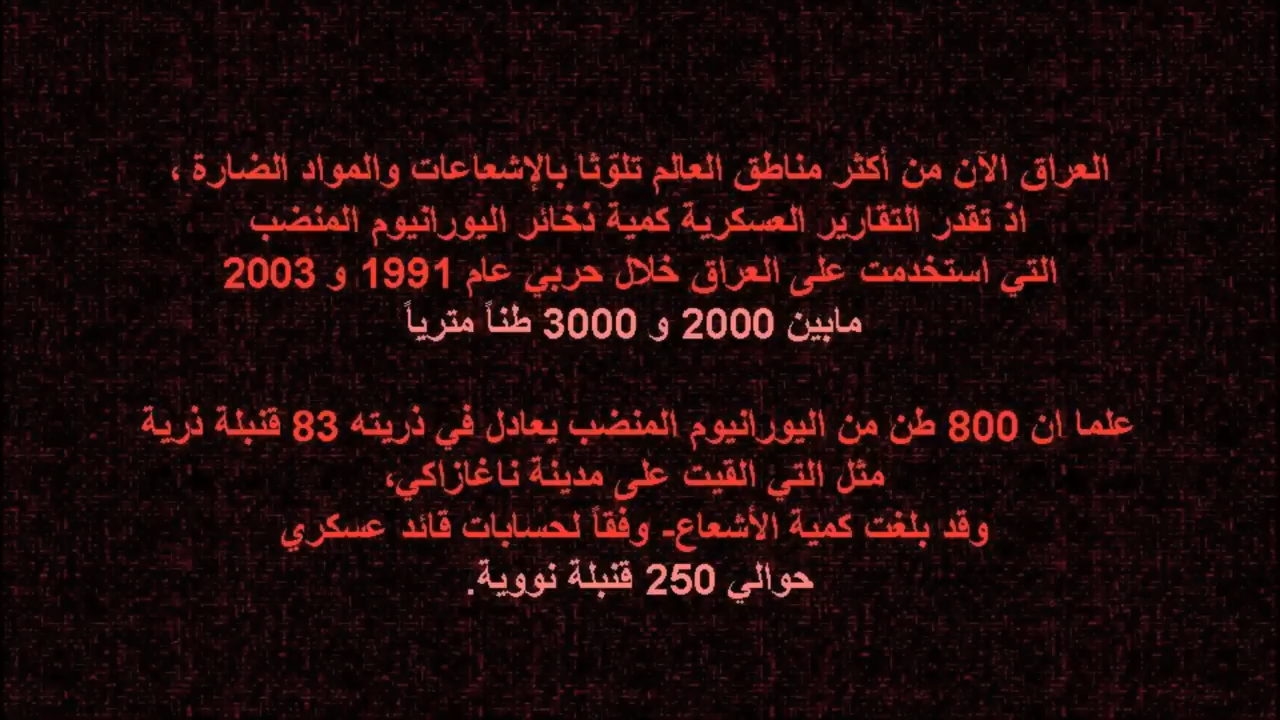 العراق الآن من أكثر مناطق العالم تلوّثا بالإشعاعات والمواد الضارة ،
اذ تقدر التقارير العسكرية كمية ذخائر اليورانيوم المنضب
التي استخدمت على العراق خلال حربي عام 1991 و 2003
مابين 2000 و 3000 طناً مترياً
علما ان 800 طن من اليورانيوم المنضب يعادل في ذريته 83 قنبلة ذرية
مثل التي القيت على مدينة ناغازاكي،
وقد بلغت كمية الأشعاع- وفقاً لحسابات قائد عسكري
حوالي 250 قنبلة نووية.